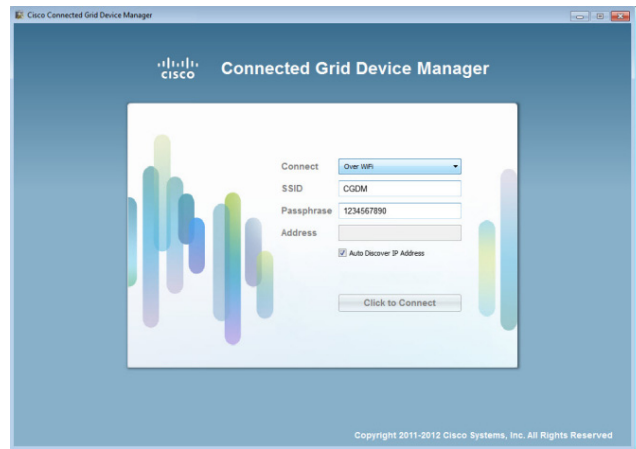 Cisco Connected Grid Device Manager
CISCO
Connected Grid Device Manager
Connect
Over WiFi
SSID
CGDM
Passphrase
1234567890
Address
Auto Discover IP Address
Click to Connect
Copyright 2011-2012 Cisco Systems, Inc. All Rights Reserved